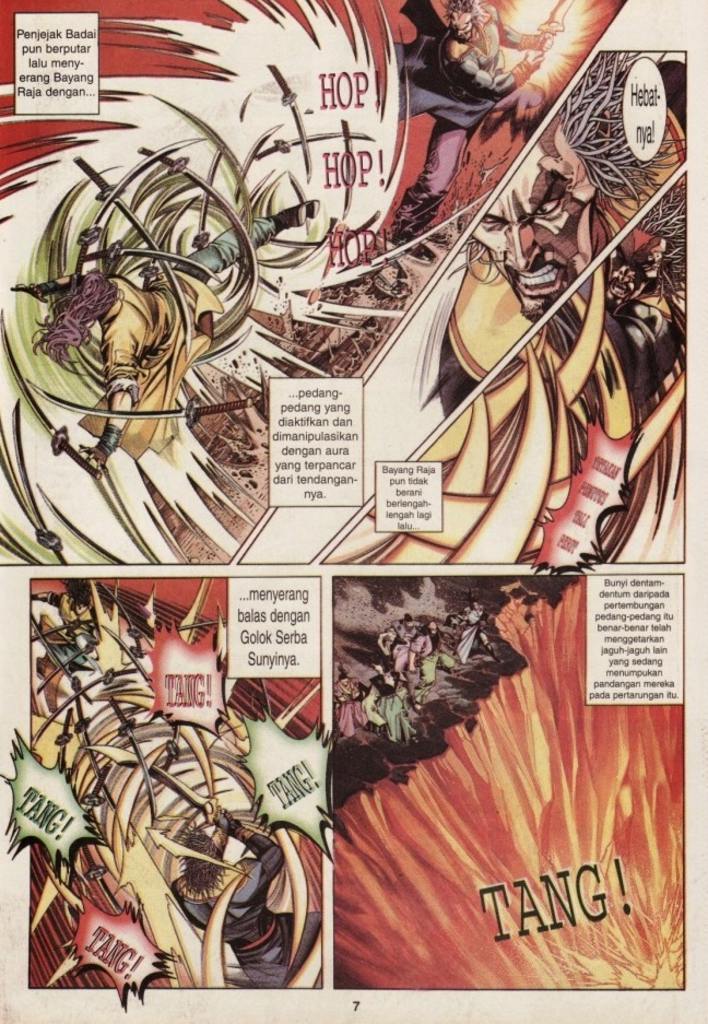 Penjejak Badai
pun berputar
lalu meny-
erang Bayang
Raja dengan...
HOP!
HOP!
HOP!
Hebat-
nya!
...pedang-
pedang yang
diaktifkan dan
dimanipulasikan
dengan aura
yang terpancar
dari tendangan-
nya.
Bayang Raja
pun tidak
berani
berlengah-
lengah lagi
lalu...
...menyerang
balas dengan
Golok Serba
Sunyinya.
TANG!
TANG!
TANG!
TANG!
Bunyi dentam-
dentum daripada
pertembungan
pedang-pedang itu
benar-benar telah
menggetarkan
jaguh-jaguh lain
yang sedang
menumpukan
pandangan mereka
pada pertarungan itu.
TANG!
7